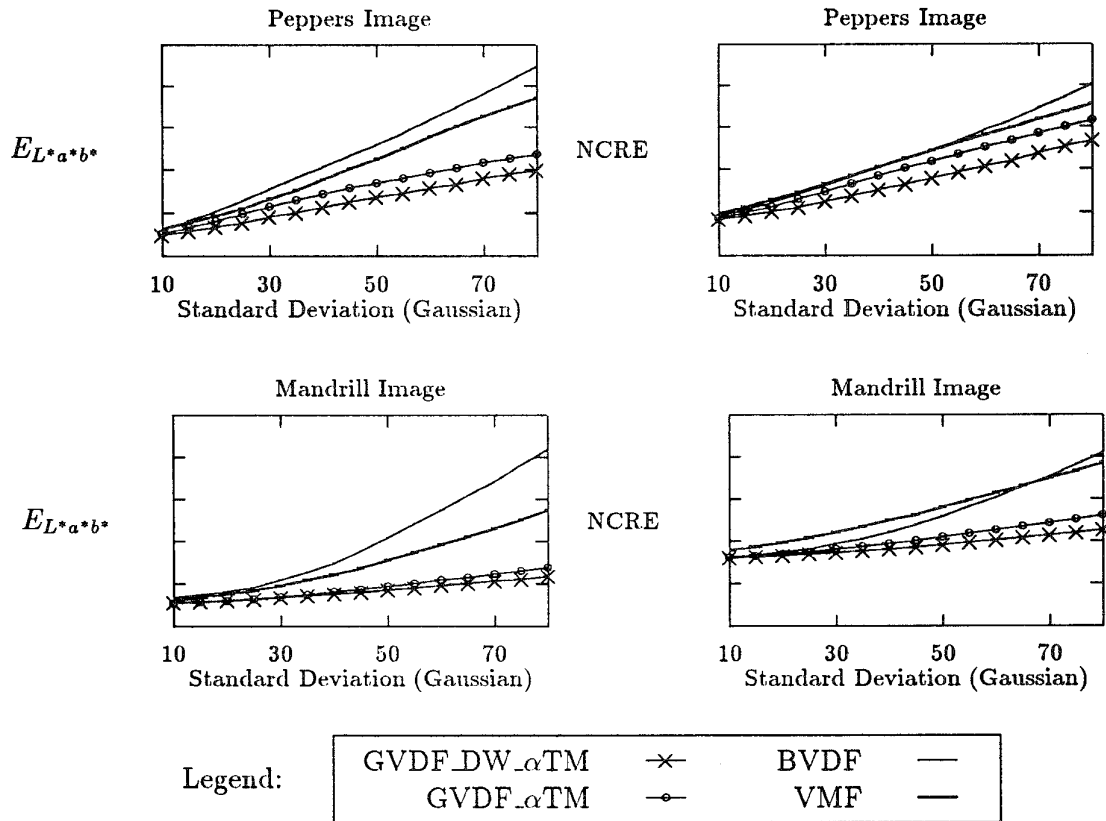 Peppers Image
Peppers Image
E_{L*a*b*}
NCRE
10 30 50 70
10 30 50 70
Standard Deviation (Gaussian)
Standard Deviation (Gaussian)
Mandrill Image
Mandrill Image
E_{L*a*b*}
NCRE
10 30 50 70
10 30 50 70
Standard Deviation (Gaussian)
Standard Deviation (Gaussian)
Legend:
GVDF_DW_αTM BVDF
GVDF_αTM VMF